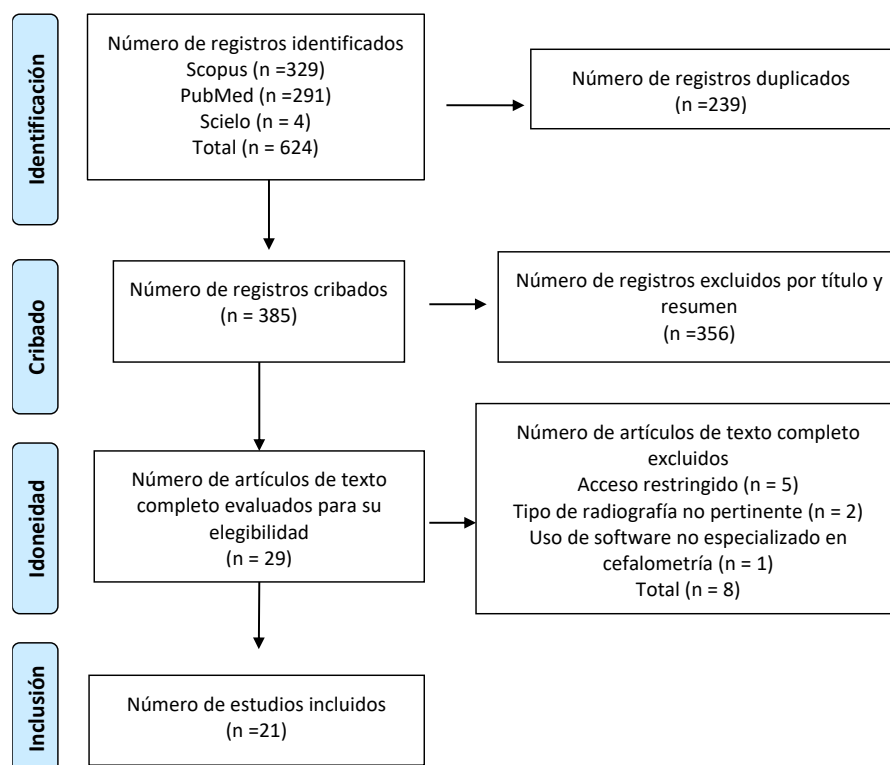 Identificación
Número de registros identificados
Scopus (n =329)
PubMed (n =291)
Scielo (n = 4)
Total (n = 624)
Número de registros duplicados
(n =239)
Cribado
Número de registros cribados
(n = 385)
Número de registros excluidos por título y
resumen
(n =356)
Idoneidad
Número de artículos de texto
completo evaluados para su
elegibilidad
(n = 29)
Número de artículos de texto completo
excluidos
Acceso restringido (n = 5)
Tipo de radiografía no pertinente (n = 2)
Uso de software no especializado en
cefalometría (n = 1)
Total (n = 8)
Inclusión
Número de estudios incluidos
(n =21)